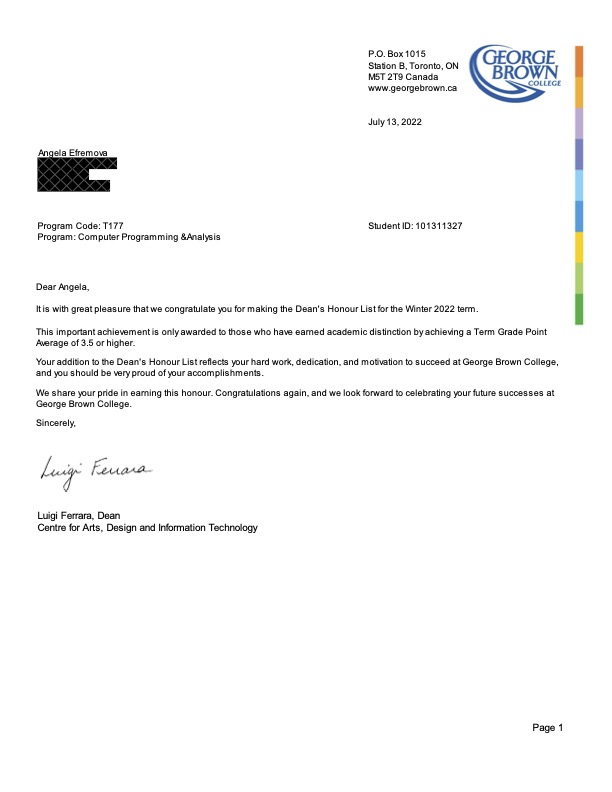 P.O. Box 1015
Station B, Toronto, ON
M5T 2T9 Canada
www.georgebrown.ca
GEORGE
BROWN
COLLEGE
July 13, 2022
Angela Efremova
Program Code: T177
Student ID: 101311327
Program: Computer Programming &Analysis
Dear Angela,
It is with great pleasure that we congratulate you for making the Dean's Honour List for the Winter 2022 term.
This important achievement is only awarded to those who have earned academic distinction by achieving a Term Grade Point
Average of 3.5 or higher.
Your addition to the Dean's Honour List reflects your hard work, dedication, and motivation to succeed at George Brown College,
and you should be very proud of your accomplishments.
We share your pride in earning this honour. Congratulations again, and we look forward to celebrating your future successes at
George Brown College.
Sincerely,
Luigi Ferrara
Luigi Ferrara, Dean
Centre for Arts, Design and Information Technology
Page 1